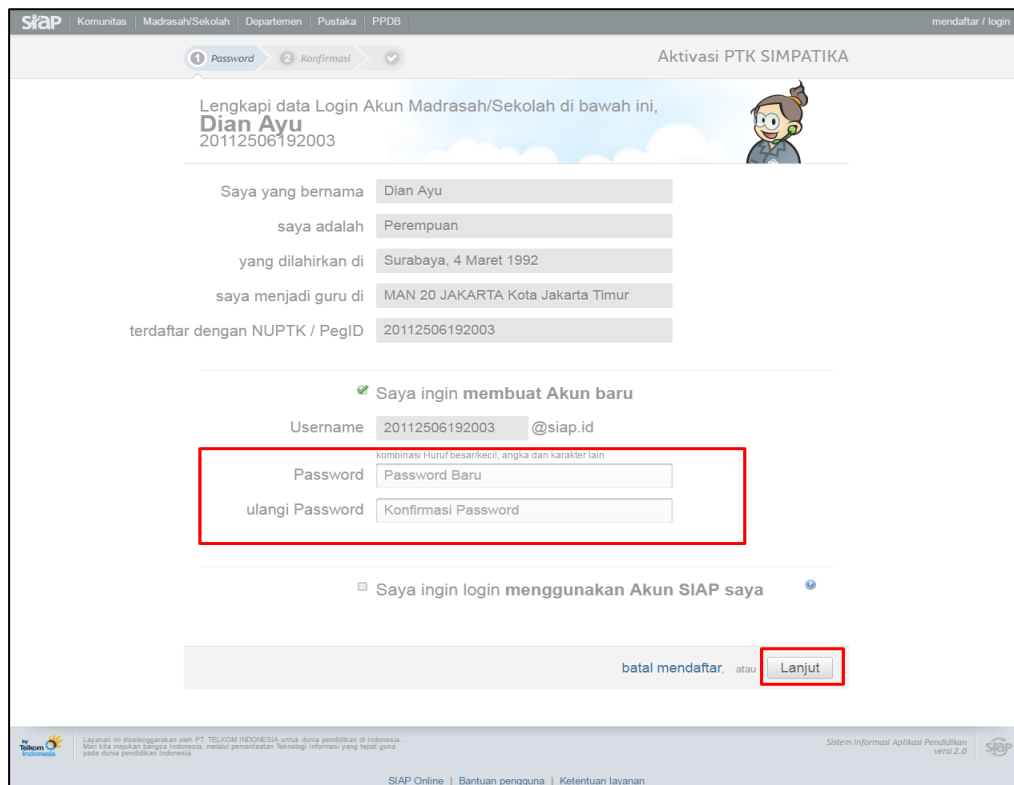 siap Komunitas Madrasah/Sekolah Departemen Pustaka PPDB mendaftar / login
1 Password 2 Konfirmasi Aktivasi PTK SIMPATIKA
Lengkapi data Login Akun Madrasah/Sekolah di bawah ini,
Dian Ayu
20112506192003
Saya yang bernama Dian Ayu
saya adalah Perempuan
yang dilahirkan di Surabaya, 4 Maret 1992
saya menjadi guru di MAN 20 JAKARTA Kota Jakarta Timur
terdaftar dengan NUPTK / PegID 20112506192003
Saya ingin membuat Akun baru
Username 20112506192003 @siap.id
kombinasi Huruf besar/kecil, angka dan karakter lain
Password Password Baru
ulangi Password Konfirmasi Password
Saya ingin login menggunakan Akun SIAP saya
batal mendaftar, atau Lanjut
by Telkom Indonesia
Layanan ini diselenggarakan oleh PT. TELKOM INDONESIA untuk dunia pendidikan di Indonesia.
Mari kita majukan bangsa Indonesia, melalui pemanfaatan Teknologi Informasi yang tepat guna
pada dunia pendidikan Indonesia.
Sistem Informasi Aplikasi Pendidikan
versi 2.0
siap
SIAP Online | Bantuan pengguna | Ketentuan layanan